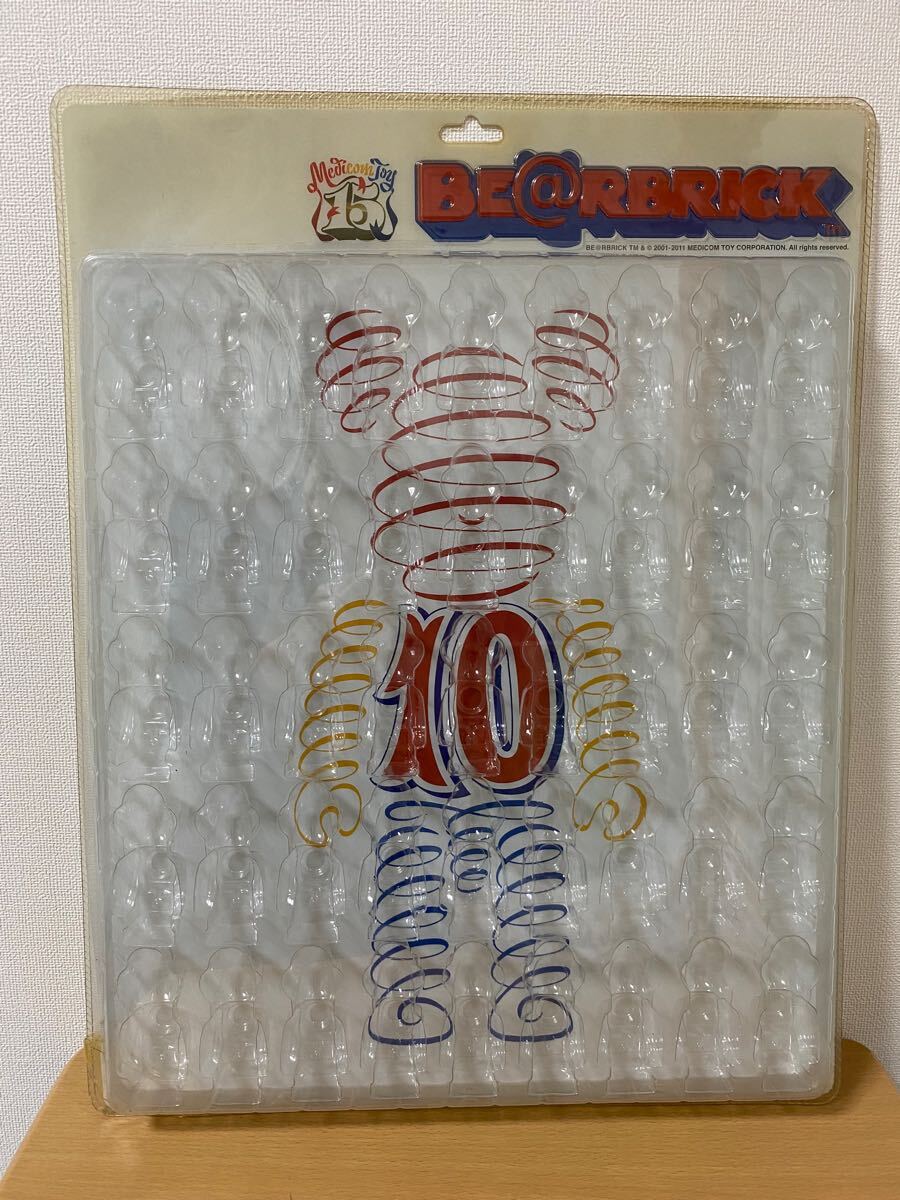 Medicom Toy
15
BE@RBRICK
TM
BE@RBRICK TM & © 2001-2011 MEDICOM TOY CORPORATION. All rights reserved.
10